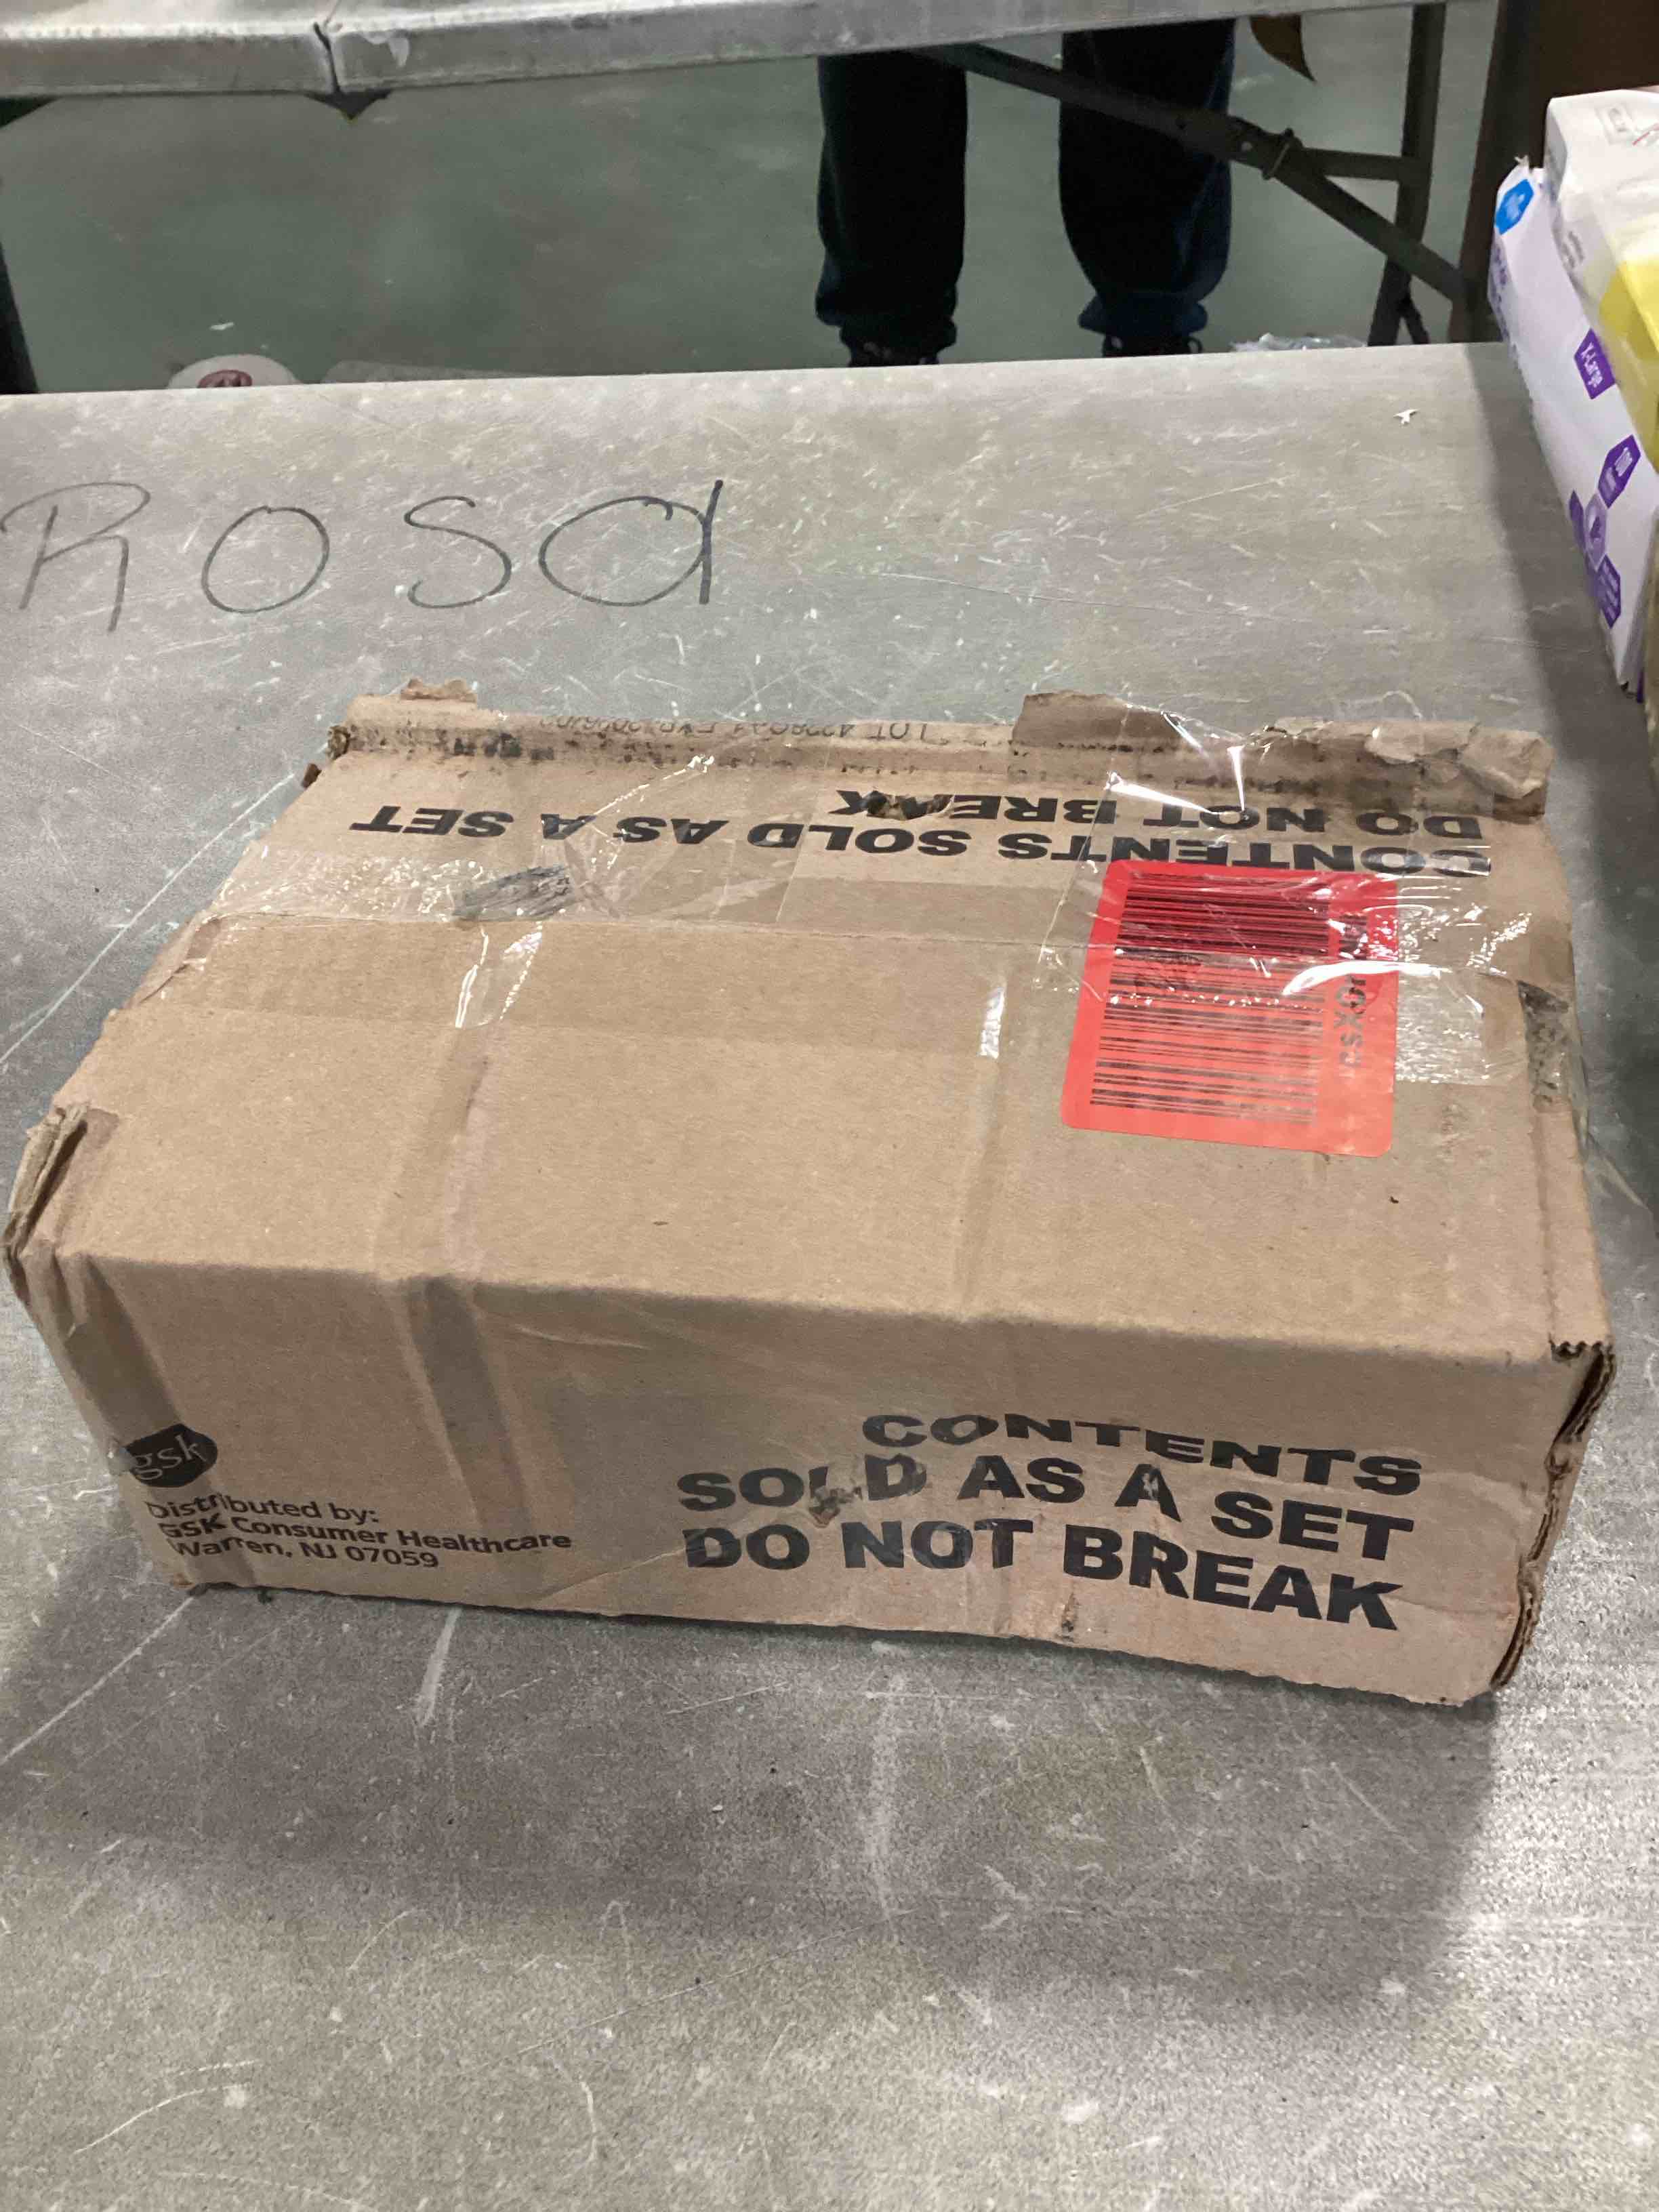 ROSA
CONTENTS SOLD AS A SET
DO NOT BREAK
gsk
Distributed by:
GSK Consumer Healthcare
Warren, NJ 07059
CONTENTS
SOLD AS A SET
DO NOT BREAK
X-Large